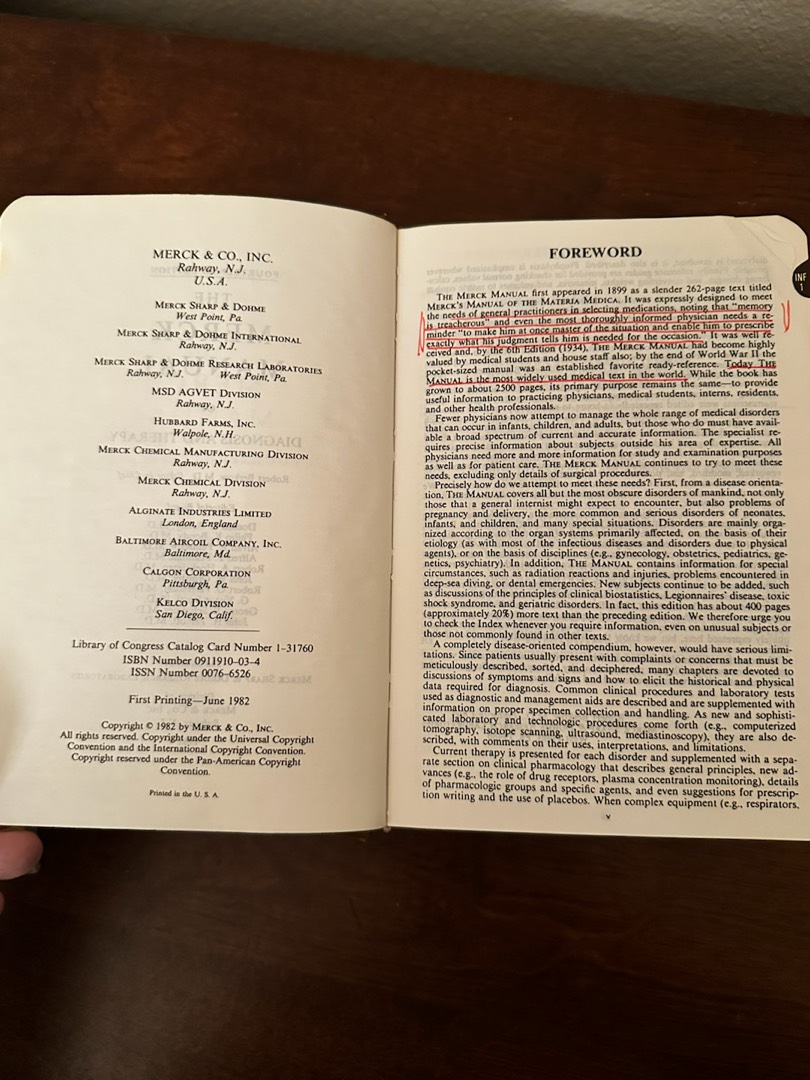 MERCK & CO., INC.
Rahway, N.J.
U.S.A.
MERCK SHARP & DOHME
West Point, Pa.
MERCK SHARP & DOHME INTERNATIONAL
Rahway, N.J.
MERCK SHARP & DOHME RESEARCH LABORATORIES
Rahway, N.J. West Point, Pa.
MSD AGVET DIVISION
Rahway, N.J.
HUBBARD FARMS, INC.
Walpole, N.H.
MERCK CHEMICAL MANUFACTURING DIVISION
Rahway, N.J.
MERCK CHEMICAL DIVISION
Rahway, N.J.
ALGINATE INDUSTRIES LIMITED
London, England
BALTIMORE AIRCOIL COMPANY, INC.
Baltimore, Md.
CALGON CORPORATION
Pittsburgh, Pa.
KELCO DIVISION
San Diego, Calif.
Library of Congress Catalog Card Number 1-31760
ISBN Number 0911910-03-4
ISSN Number 0076-6526
First Printing—June 1982
Copyright © 1982 by MERCK & CO., INC.
All rights reserved. Copyright under the Universal Copyright
Convention and the International Copyright Convention.
Copyright reserved under the Pan-American Copyright
Convention.
Printed in the U. S. A.
FOREWORD
THE MERCK MANUAL first appeared in 1899 as a slender 262-page text titled
MERCK'S MANUAL OF THE MATERIA MEDICA. It was expressly designed to meet
the needs of general practitioners in selecting medications, noting that "memory
is treacherous" and even the most thoroughly informed physician needs a re-
minder "to make him at once master of the situation and enable him to prescribe
exactly what his judgment tells him is needed for the occasion." It was well re-
ceived and, by the 6th Edition (1934), THE MERCK MANUAL had become highly
valued by medical students and house staff also; by the end of World War II the
pocket-sized manual was an established favorite ready-reference. Today THE
MANUAL is the most widely used medical text in the world. While the book has
grown to about 2500 pages, its primary purpose remains the same—to provide
useful information to practicing physicians, medical students, interns, residents,
and other health professionals.
Fewer physicians now attempt to manage the whole range of medical disorders
that can occur in infants, children, and adults, but those who do must have avail-
able a broad spectrum of current and accurate information. The specialist re-
quires precise information about subjects outside his area of expertise. All
physicians need more and more information for study and examination purposes
as well as for patient care. THE MERCK MANUAL continues to try to meet these
needs, excluding only details of surgical procedures.
Precisely how do we attempt to meet these needs? First, from a disease orienta-
tion, THE MANUAL covers all but the most obscure disorders of mankind, not only
those that a general internist might expect to encounter, but also problems of
pregnancy and delivery, the more common and serious disorders of neonates,
infants, and children, and many special situations. Disorders are mainly orga-
nized according to the organ systems primarily affected, on the basis of their
etiology (as with most of the infectious diseases and disorders due to physical
agents), or on the basis of disciplines (e.g., gynecology, obstetrics, pediatrics, ge-
netics, psychiatry). In addition, THE MANUAL contains information for special
circumstances, such as radiation reactions and injuries, problems encountered in
deep-sea diving, or dental emergencies. New subjects continue to be added, such
as discussions of the principles of clinical biostatistics, Legionnaires' disease, toxic
shock syndrome, and geriatric disorders. In fact, this edition has about 400 pages
(approximately 20%) more text than the preceding edition. We therefore urge you
to check the Index whenever you require information, even on unusual subjects or
those not commonly found in other texts.
A completely disease-oriented compendium, however, would have serious limi-
tations. Since patients usually present with complaints or concerns that must be
meticulously described, sorted, and deciphered, many chapters are devoted to
discussions of symptoms and signs and how to elicit the historical and physical
data required for diagnosis. Common clinical procedures and laboratory tests
used as diagnostic and management aids are described and are supplemented with
information on proper specimen collection and handling. As new and sophisti-
cated laboratory and technologic procedures come forth (e.g., computerized
tomography, isotope scanning, ultrasound, mediastinoscopy), they are also de-
scribed, with comments on their uses, interpretations, and limitations.
Current therapy is presented for each disorder and supplemented with a sepa-
rate section on clinical pharmacology that describes general principles, new ad-
vances (e.g., the role of drug receptors, plasma concentration monitoring), details
of pharmacologic groups and specific agents, and even suggestions for prescrip-
tion writing and the use of placebos. When complex equipment (e.g., respirators,
v
INF
1